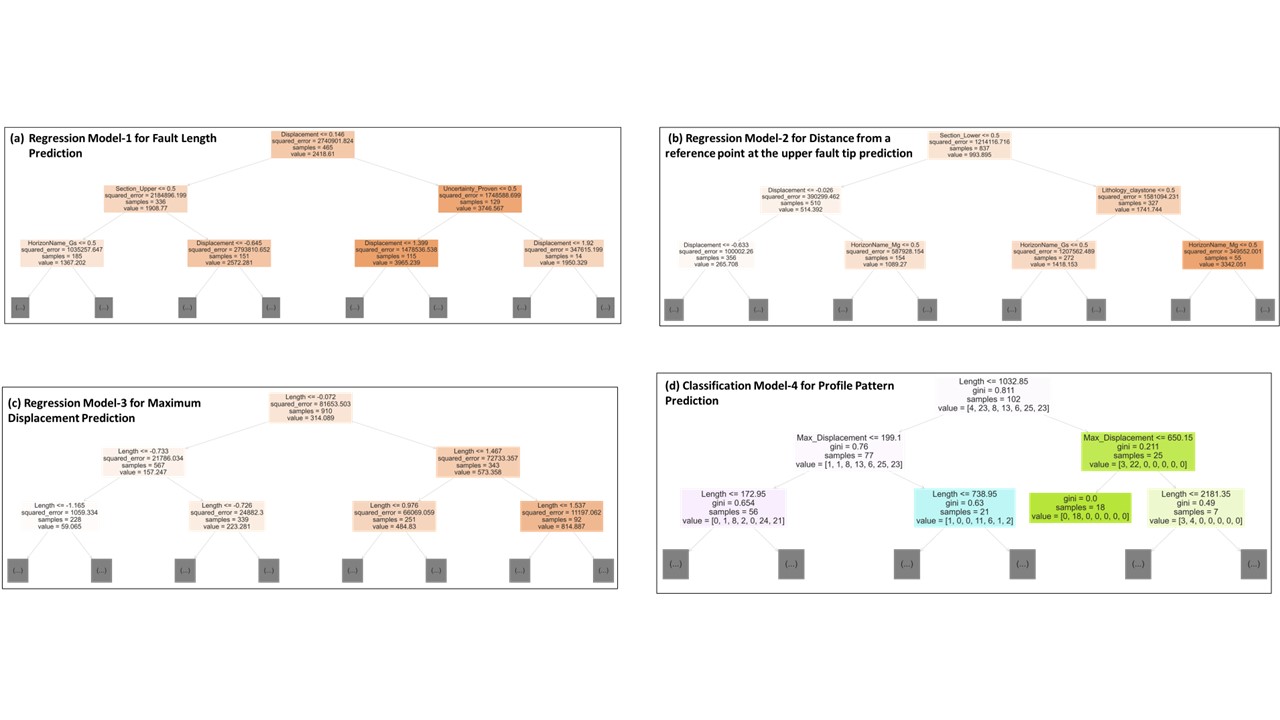 (a) Regression Model-1 for Fault Length
Prediction
Displacement <= 0.146
squared_error = 2740901.824
samples = 465
value = 2418.61
Section_Upper <= 0.5
squared_error = 2184896.199
samples = 336
value = 1908.77
Uncertainty_Proven <= 0.5
squared_error = 1748588.699
samples = 129
value = 3746.567
HorizonName_Gs <= 0.5
squared_error = 1035257.647
samples = 185
value = 1367.202
Displacement <= -0.645
squared_error = 2793810.652
samples = 151
value = 2572.281
Displacement <= 1.399
squared_error = 1478536.538
samples = 115
value = 3965.239
Displacement <= 1.92
squared_error = 347615.199
samples = 14
value = 1950.329
(...) (...) (...) (...) (...) (...) (...) (...)
(b) Regression Model-2 for Distance from a
reference point at the upper fault tip prediction
Section_Lower <= 0.5
squared_error = 1214116.716
samples = 837
value = 993.895
Displacement <= -0.026
squared_error = 390299.462
samples = 510
value = 514.392
Lithology_claystone <= 0.5
squared_error = 1581094.231
samples = 327
value = 1741.744
Displacement <= -0.633
squared_error = 100002.26
samples = 356
value = 265.708
HorizonName_Mg <= 0.5
squared_error = 587928.154
samples = 154
value = 1089.27
HorizonName_Gs <= 0.5
squared_error = 1207562.489
samples = 272
value = 1418.153
HorizonName_Mg <= 0.5
squared_error = 349552.001
samples = 55
value = 3342.051
(...) (...) (...) (...) (...) (...) (...) (...)
(c) Regression Model-3 for Maximum
Displacement Prediction
Length <= -0.072
squared_error = 81653.503
samples = 910
value = 314.089
Length <= -0.733
squared_error = 21786.034
samples = 567
value = 157.247
Length <= 1.467
squared_error = 72733.357
samples = 343
value = 573.358
Length <= -1.165
squared_error = 1059.334
samples = 228
value = 59.065
Length <= -0.726
squared_error = 24882.3
samples = 339
value = 223.281
Length <= 0.976
squared_error = 66069.059
samples = 251
value = 484.83
Length <= 1.537
squared_error = 11197.062
samples = 92
value = 814.887
(...) (...) (...) (...) (...) (...) (...) (...)
(d) Classification Model-4 for Profile Pattern
Prediction
Length <= 1032.85
gini = 0.811
samples = 102
value = [4, 23, 8, 13, 6, 25, 23]
Max_Displacement <= 199.1
gini = 0.76
samples = 77
value = [1, 1, 8, 13, 6, 25, 23]
Max_Displacement <= 650.15
gini = 0.211
samples = 25
value = [3, 22, 0, 0, 0, 0, 0]
Length <= 172.95
gini = 0.654
samples = 56
value = [0, 1, 8, 2, 0, 24, 21]
Length <= 738.95
gini = 0.63
samples = 21
value = [1, 0, 0, 11, 6, 1, 2]
gini = 0.0
samples = 18
value = [0, 18, 0, 0, 0, 0, 0]
Length <= 2181.35
gini = 0.49
samples = 7
value = [3, 4, 0, 0, 0, 0, 0]
(...) (...) (...) (...) (...) (...)